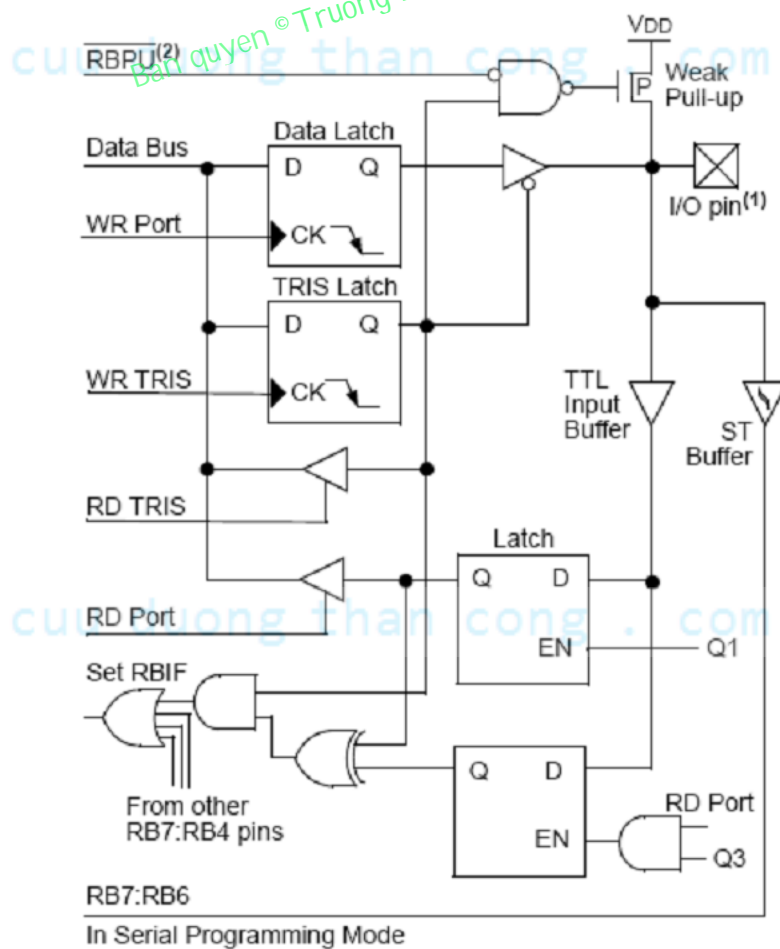 Ban quyen © Truong
cuu duong than cong . com
VDD
RBPU(2)
Weak
Pull-up
P
Data Bus
Data Latch
D Q
I/O pin(1)
WR Port
CK
TRIS Latch
D Q
WR TRIS
CK
TTL
Input
Buffer
ST
Buffer
RD TRIS
Latch
Q D
cuu duong than cong . com
RD Port
EN
Q1
Set RBIF
Q D
RD Port
From other
RB7:RB4 pins
EN
Q3
RB7:RB6
In Serial Programming Mode